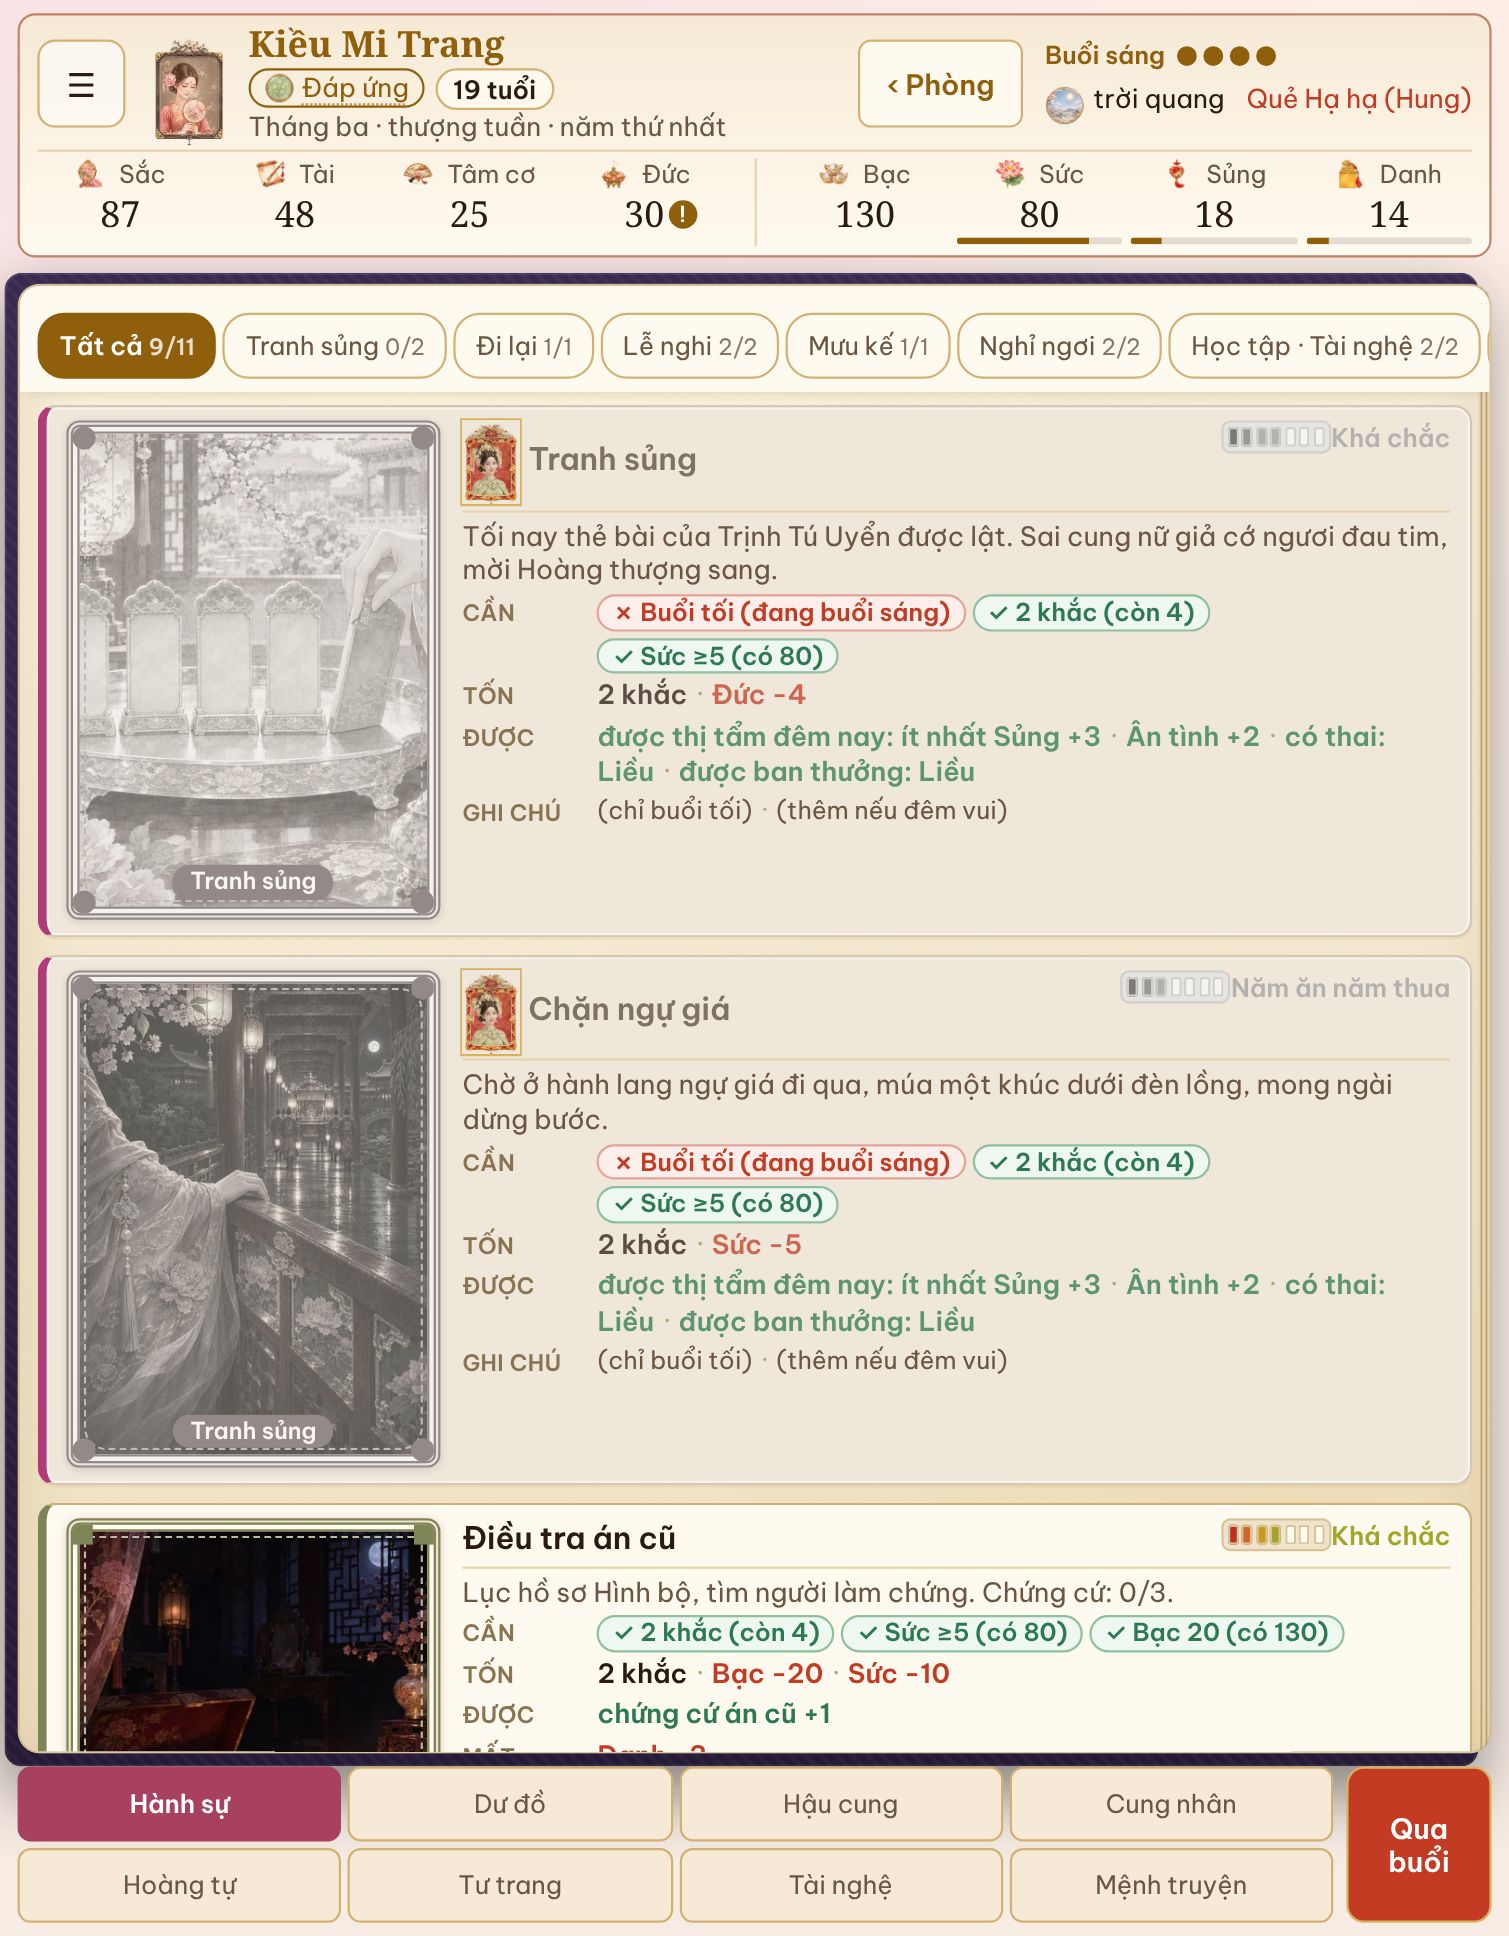 ☰
Kiều Mi Trang
Đáp ứng 19 tuổi
Tháng ba · thượng tuần · năm thứ nhất
‹ Phòng
Buổi sáng
trời quang Quẻ Hạ hạ (Hung)
Sắc Tài Tâm cơ Đức Bạc Sức Sủng Danh
87 48 25 30 ! 130 80 18 14
Tất cả 9/11 Tranh sủng 0/2 Đi lại 1/1 Lễ nghi 2/2 Mưu kế 1/1 Nghỉ ngơi 2/2 Học tập · Tài nghệ 2/2
Tranh sủng
Tranh sủng Khá chắc
Tối nay thẻ bài của Trịnh Tú Uyển được lật. Sai cung nữ giả cớ ngươi đau tim,
mời Hoàng thượng sang.
CẦN × Buổi tối (đang buổi sáng) ✓ 2 khắc (còn 4)
✓ Sức ≥5 (có 80)
TỐN 2 khắc · Đức -4
ĐƯỢC được thị tẩm đêm nay: ít nhất Sủng +3 · Ân tình +2 · có thai:
Liều · được ban thưởng: Liều
GHI CHÚ (chỉ buổi tối) · (thêm nếu đêm vui)
Tranh sủng
Chặn ngự giá Năm ăn năm thua
Chờ ở hành lang ngự giá đi qua, múa một khúc dưới đèn lồng, mong ngài
dừng bước.
CẦN × Buổi tối (đang buổi sáng) ✓ 2 khắc (còn 4)
✓ Sức ≥5 (có 80)
TỐN 2 khắc · Sức -5
ĐƯỢC được thị tẩm đêm nay: ít nhất Sủng +3 · Ân tình +2 · có thai:
Liều · được ban thưởng: Liều
GHI CHÚ (chỉ buổi tối) · (thêm nếu đêm vui)
Điều tra án cũ Khá chắc
Lục hồ sơ Hình bộ, tìm người làm chứng. Chứng cứ: 0/3.
CẦN ✓ 2 khắc (còn 4) ✓ Sức ≥5 (có 80) ✓ Bạc 20 (có 130)
TỐN 2 khắc · Bạc -20 · Sức -10
ĐƯỢC chứng cứ án cũ +1
Hành sự Dư đồ Hậu cung Cung nhân
Hoàng tự Tư trang Tài nghệ Mệnh truyện
Qua
buổi